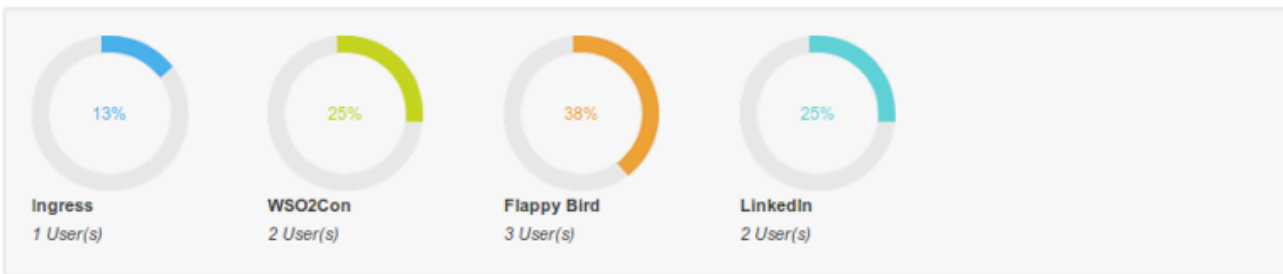 13% 25% 38% 25%
Ingress WSO2Con Flappy Bird LinkedIn
1 User(s) 2 User(s) 3 User(s) 2 User(s)